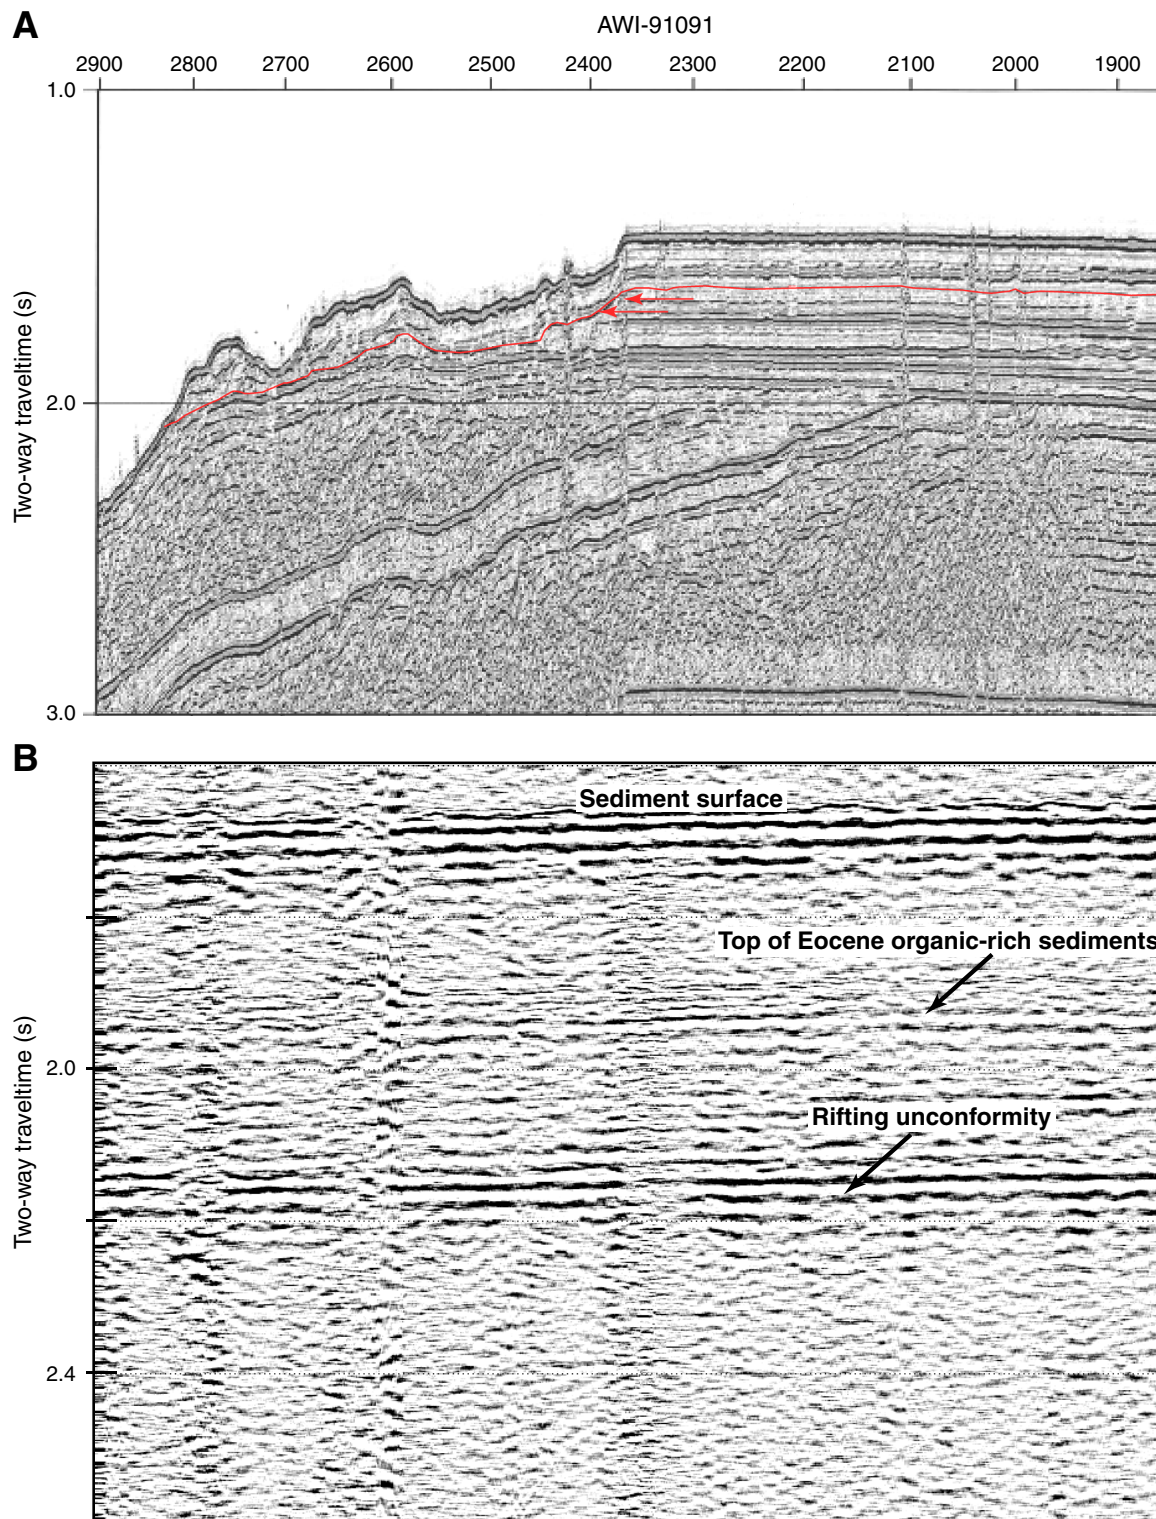 A
AWI-91091
2900 2800 2700 2600 2500 2400 2300 2200 2100 2000 1900
1.0
2.0
3.0
Two-way traveltime (s)
B
Sediment surface
Top of Eocene organic-rich sediments
2.0
Rifting unconformity
2.4
Two-way traveltime (s)